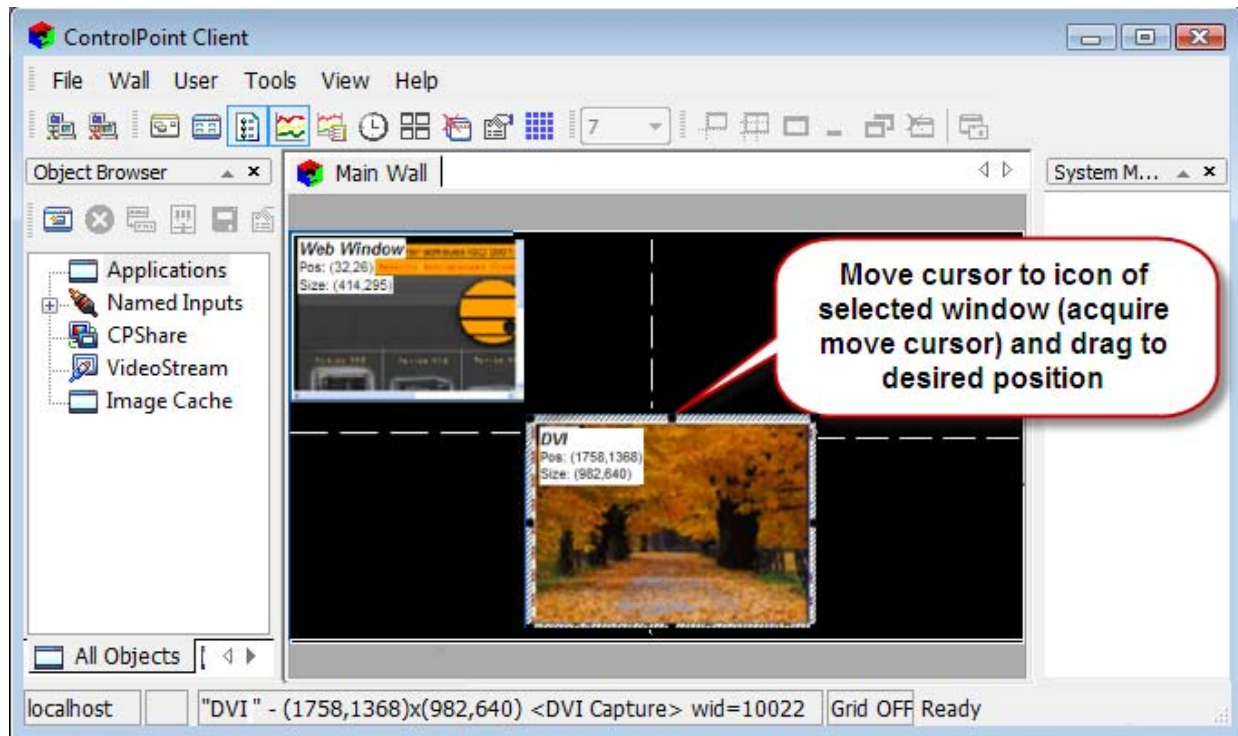 ControlPoint Client
File Wall User Tools View Help
7
Object Browser
Main Wall
System M...
Applications
Named Inputs
CPShare
VideoStream
Image Cache
Web Window
Pos: (32,26)
Size: (414,295)
Move cursor to icon of
selected window (acquire
move cursor) and drag to
desired position
DVI
Pos: (1758,1368)
Size: (982,640)
All Objects
localhost "DVI " - (1758,1368)x(982,640) <DVI Capture> wid=10022 Grid OFF Ready